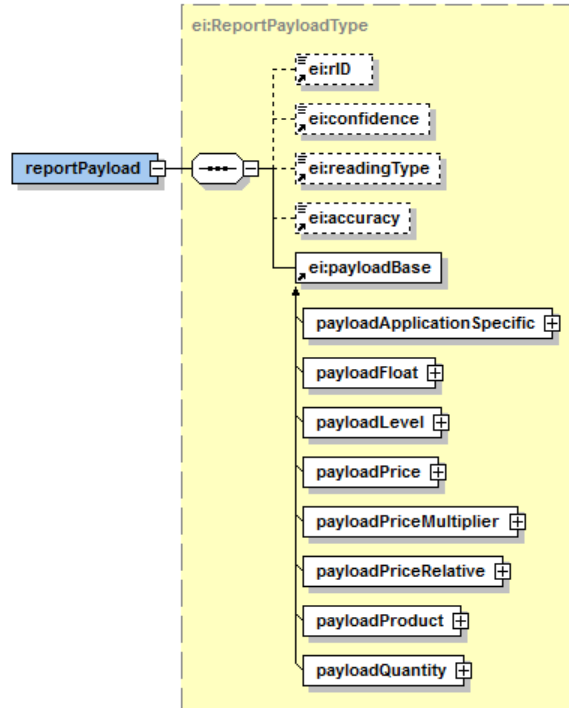 ei:ReportPayloadType
ei:rID
ei:confidence
reportPayload
ei:readingType
ei:accuracy
ei:payloadBase
payloadApplicationSpecific
payloadFloat
payloadLevel
payloadPrice
payloadPriceMultiplier
payloadPriceRelative
payloadProduct
payloadQuantity